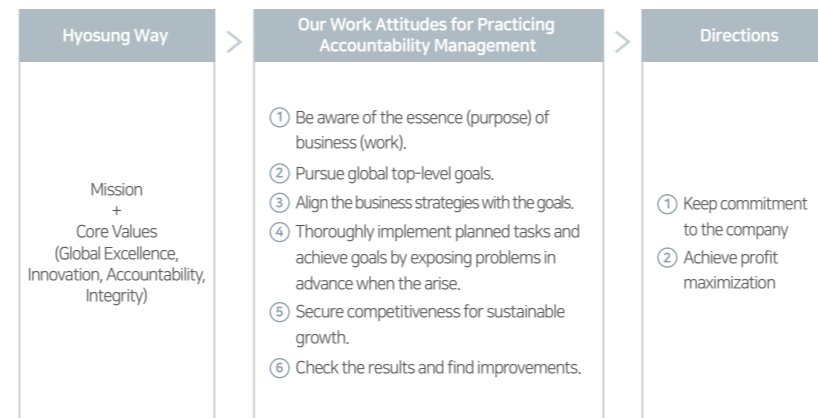 Hyosung Way
Mission
+
Core Values
(Global Excellence,
Innovation, Accountability,
Integrity)
Our Work Attitudes for Practicing
Accountability Management
① Be aware of the essence (purpose) of
business (work).
② Pursue global top-level goals.
③ Align the business strategies with the goals.
④ Thoroughly implement planned tasks and
achieve goals by exposing problems in
advance when the arise.
⑤ Secure competitiveness for sustainable
growth.
⑥ Check the results and find improvements.
Directions
① Keep commitment
to the company
② Achieve profit
maximization